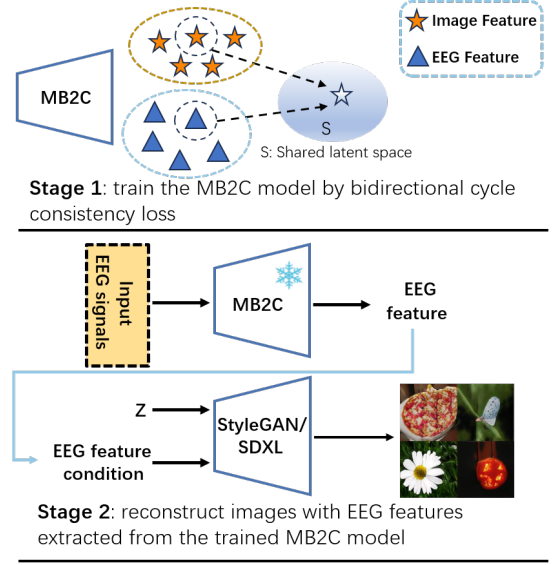 Image Feature
EEG Feature
MB2C
S
S: Shared latent space
Stage 1: train the MB2C model by bidirectional cycle
consistency loss
Input
EEG signals
MB2C
EEG
feature
Z
StyleGAN/
SDXL
EEG feature
condition
Stage 2: reconstruct images with EEG features
extracted from the trained MB2C model